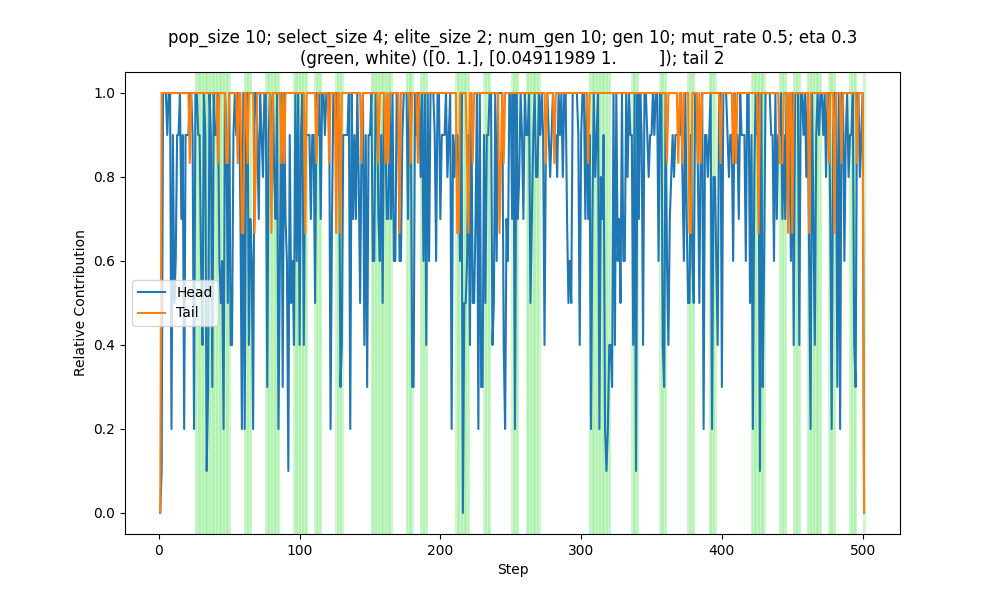 pop_size 10; select_size 4; elite_size 2; num_gen 10; gen 10; mut_rate 0.5; eta 0.3
(green, white) ([0. 1.], [0.04911989 1.        ]); tail 2
1.0
0.8
0.6
0.4
0.2
0.0
Relative Contribution
Head
Tail
0
100
200
300
400
500
Step